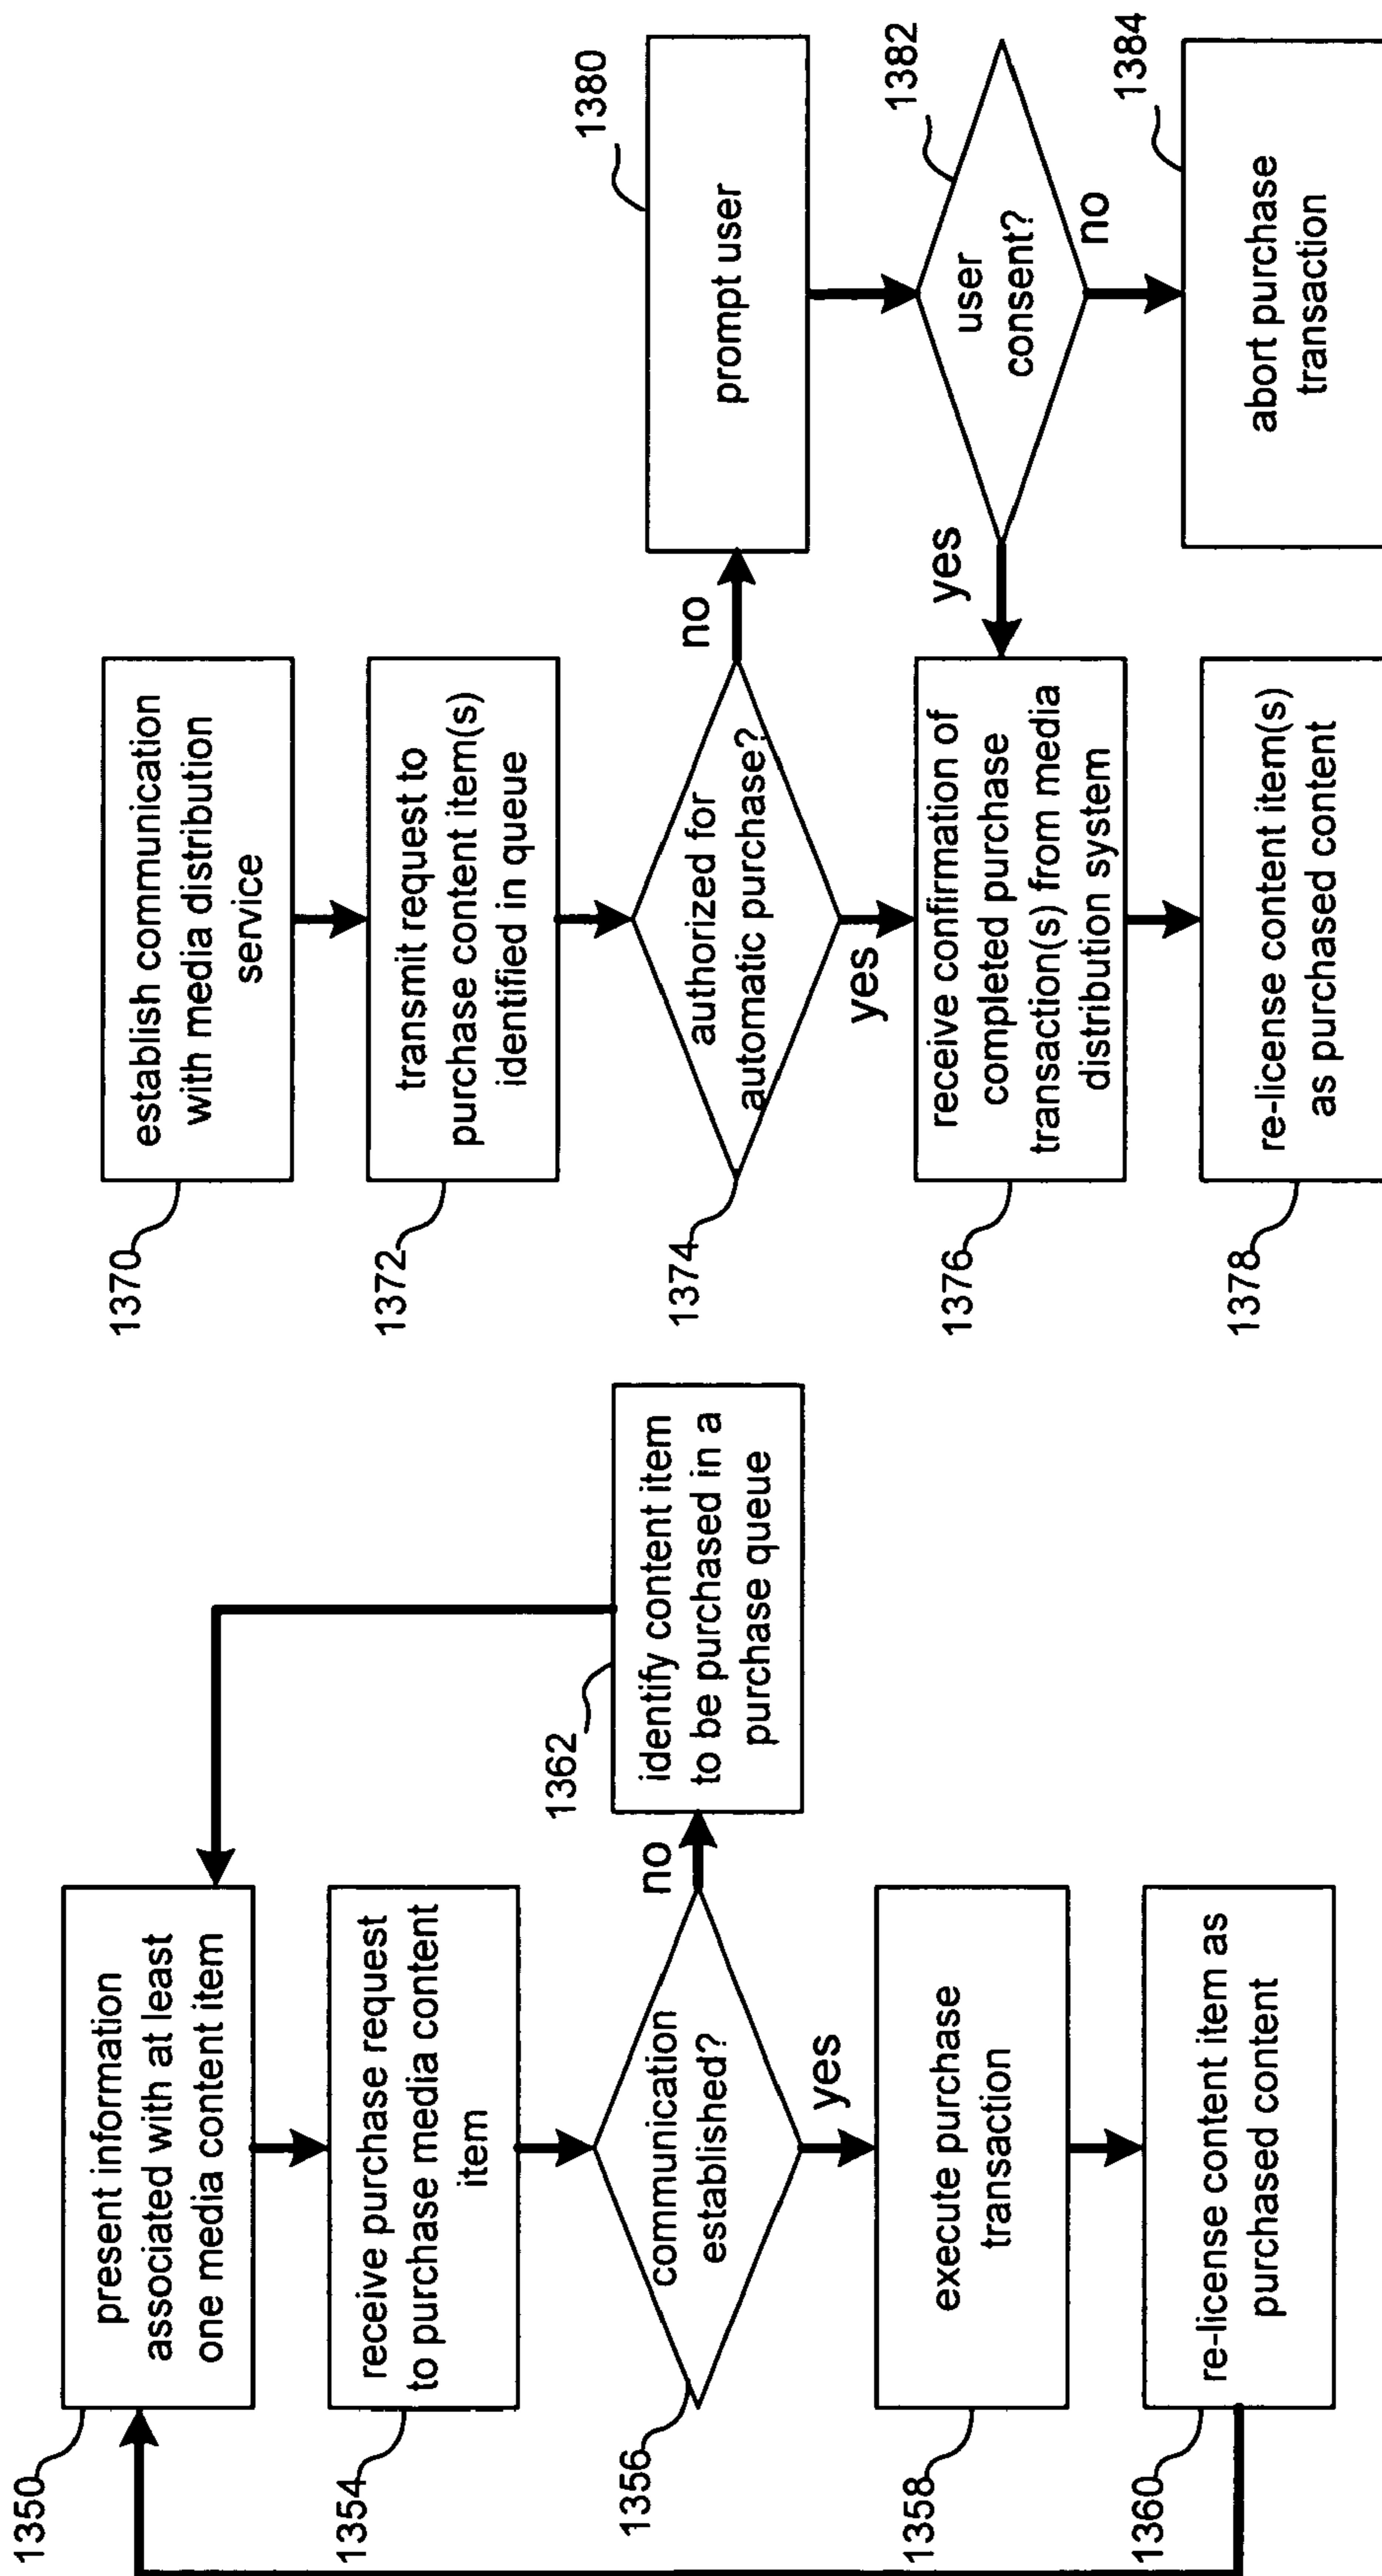 1350
present information
associated with at least
one media content item
1354
receive purchase request
to purchase media content
item
1356
communication
established?
no
yes
1362
identify content item
to be purchased in a
purchase queue
1358
execute purchase
transaction
1360
re-license content item as
purchased content
1370
establish communication
with media distribution
service
1372
transmit request to
purchase content item(s)
identified in queue
1374
authorized for
automatic purchase?
no
yes
1380
prompt user
1382
user
consent?
yes
no
1376
receive confirmation of
completed purchase
transaction(s) from media
distribution system
1384
abort purchase
transaction
1378
re-license content item(s)
as purchased content